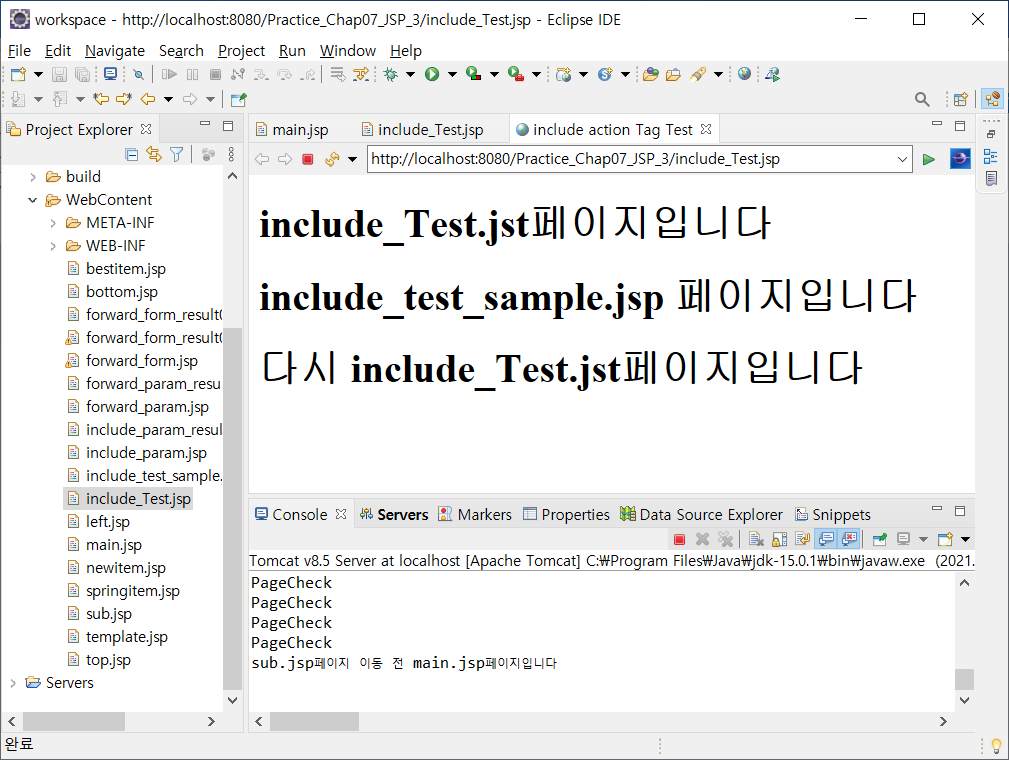 workspace - http://localhost:8080/Practice_Chap07_JSP_3/include_Test.jsp - Eclipse IDE
File Edit Navigate Search Project Run Window Help
Project Explorer
build
WebContent
META-INF
WEB-INF
bestitem.jsp
bottom.jsp
forward_form_result
forward_form_result
forward_form.jsp
forward_param_resu
forward_param.jsp
include_param_resul
include_param.jsp
include_test_sample.
include_Test.jsp
left.jsp
main.jsp
newitem.jsp
springitem.jsp
sub.jsp
template.jsp
top.jsp
Servers
main.jsp include_Test.jsp include action Tag Test
http://localhost:8080/Practice_Chap07_JSP_3/include_Test.jsp
include_Test.jst페이지입니다
include_test_sample.jsp 페이지입니다
다시 include_Test.jst페이지입니다
Console Servers Markers Properties Data Source Explorer Snippets
Tomcat v8.5 Server at localhost [Apache Tomcat] C:₩Program Files₩Java₩jdk-15.0.1₩bin₩javaw.exe (2021.
PageCheck
PageCheck
PageCheck
PageCheck
sub.jsp페이지 이동 전 main.jsp페이지입니다
완료